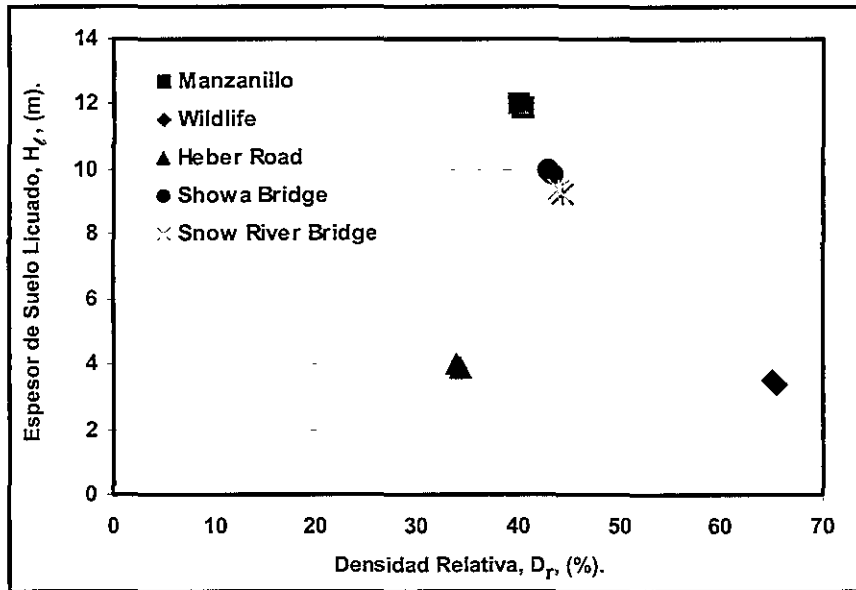 14
12
10
8
6
4
2
0
Espesor de Suelo Licuado, Hℓ, (m).
Manzanillo
Wildlife
Heber Road
Showa Bridge
Snow River Bridge
0 10 20 30 40 50 60 70
Densidad Relativa, Dr, (%).